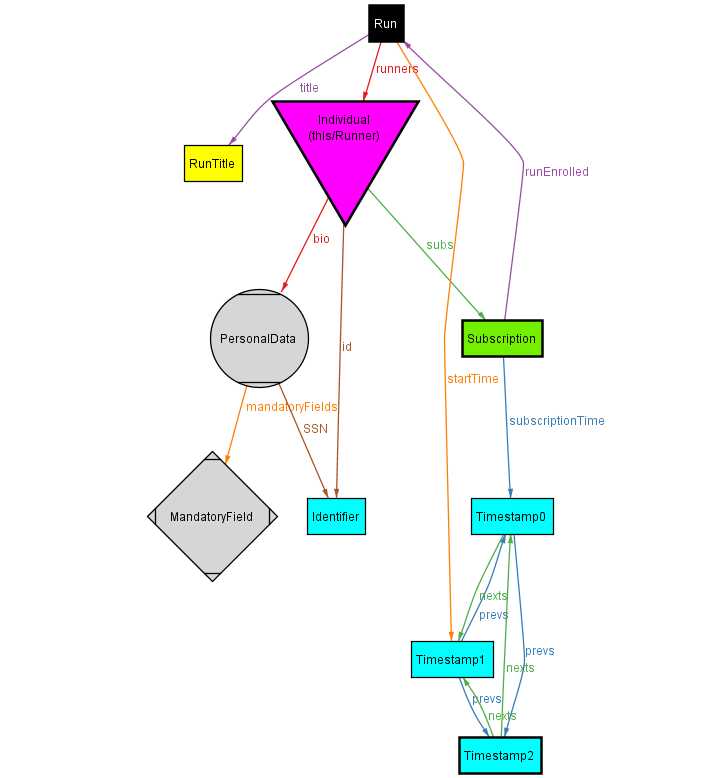 Run
runners
title
Individual
(this/Runner)
RunTitle
runEnrolled
bio
subs
id
PersonalData
Subscription
startTime
mandatoryFields
SSN
subscriptionTime
MandatoryField
Identifier
Timestamp0
nexts
prevs
prevs
Timestamp1
nexts
prevs
nexts
Timestamp2